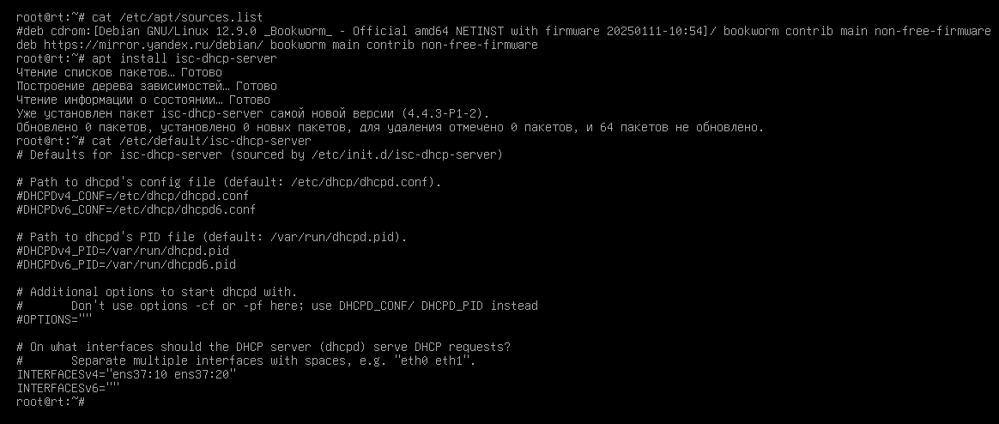 root@rt:~# cat /etc/apt/sources.list
#deb cdrom:[Debian GNU/Linux 12.9.0 _Bookworm_ - Official amd64 NETINST with firmware 20250111-10:54]/ bookworm contrib main non-free-firmware
deb https://mirror.yandex.ru/debian/ bookworm main contrib non-free-firmware
root@rt:~# apt install isc-dhcp-server
Чтение списков пакетов… Готово
Построение дерева зависимостей… Готово
Чтение информации о состоянии… Готово
Уже установлен пакет isc-dhcp-server самой новой версии (4.4.3-P1-2).
Обновлено 0 пакетов, установлено 0 новых пакетов, для удаления отмечено 0 пакетов, и 64 пакетов не обновлено.
root@rt:~# cat /etc/default/isc-dhcp-server
# Defaults for isc-dhcp-server (sourced by /etc/init.d/isc-dhcp-server)

# Path to dhcpd's config file (default: /etc/dhcp/dhcpd.conf).
#DHCPDv4_CONF=/etc/dhcp/dhcpd.conf
#DHCPDv6_CONF=/etc/dhcp/dhcpd6.conf

# Path to dhcpd's PID file (default: /var/run/dhcpd.pid).
#DHCPDv4_PID=/var/run/dhcpd.pid
#DHCPDv6_PID=/var/run/dhcpd6.pid

# Additional options to start dhcpd with.
#       Don't use options -cf or -pf here; use DHCPD_CONF/ DHCPD_PID instead
#OPTIONS=""

# On what interfaces should the DHCP server (dhcpd) serve DHCP requests?
#       Separate multiple interfaces with spaces, e.g. "eth0 eth1".
INTERFACESv4="ens37:10 ens37:20"
INTERFACESv6=""
root@rt:~#